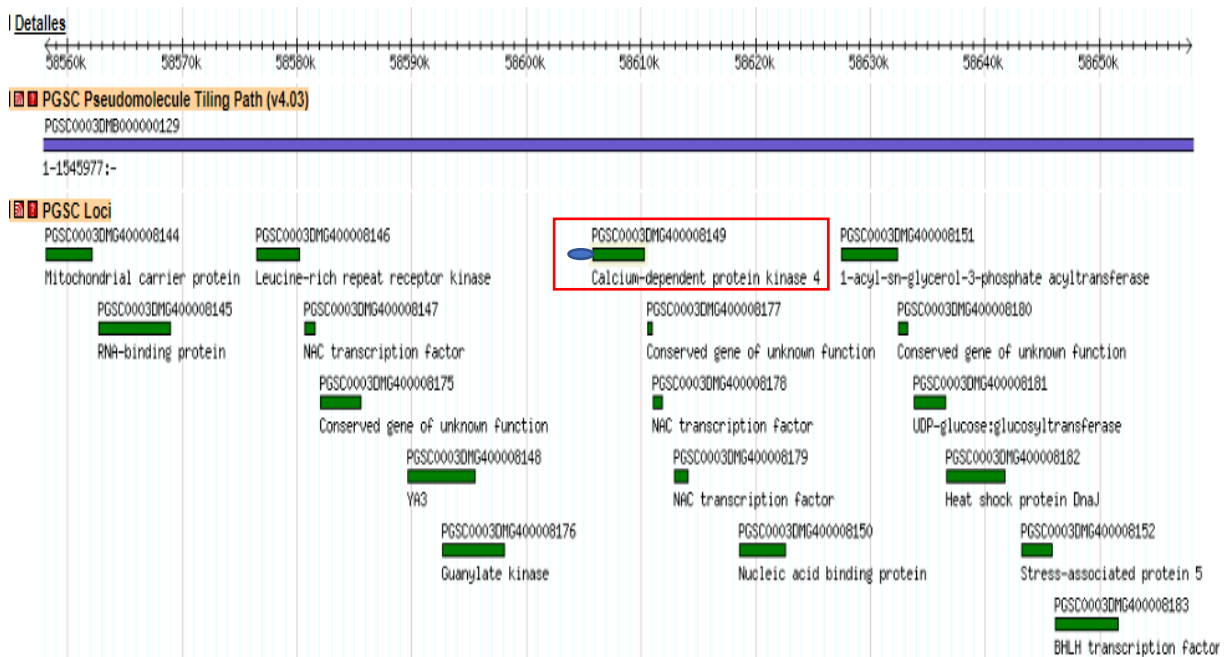 Detalles
58560k 58570k 58580k 58590k 58600k 58610k 58620k 58630k 58640k 58650k
PGSC Pseudomolecule Tiling Path (v4.03)
PGSC0003DMB000000129
1-1545977:-
PGSC Loci
PGSC0003DMG400008144 PGSC0003DMG400008146 PGSC0003DMG400008149 PGSC0003DMG400008151
Mitochondrial carrier protein Leucine-rich repeat receptor kinase Calcium-dependent protein kinase 4 1-acyl-sn-glycerol-3-phosphate acyltransferase
PGSC0003DMG400008145 PGSC0003DMG400008147 PGSC0003DMG400008177 PGSC0003DMG400008180
RNA-binding protein NAC transcription factor Conserved gene of unknown function Conserved gene of unknown function
PGSC0003DMG400008175 PGSC0003DMG400008178 PGSC0003DMG400008181
Conserved gene of unknown function NAC transcription factor UDP-glucose:glucosyltransferase
PGSC0003DMG400008148 PGSC0003DMG400008179 PGSC0003DMG400008182
YA3 NAC transcription factor Heat shock protein DnaJ
PGSC0003DMG400008176 PGSC0003DMG400008150 PGSC0003DMG400008152
Guanylate kinase Nucleic acid binding protein Stress-associated protein 5
PGSC0003DMG400008183
BHLH transcription factor